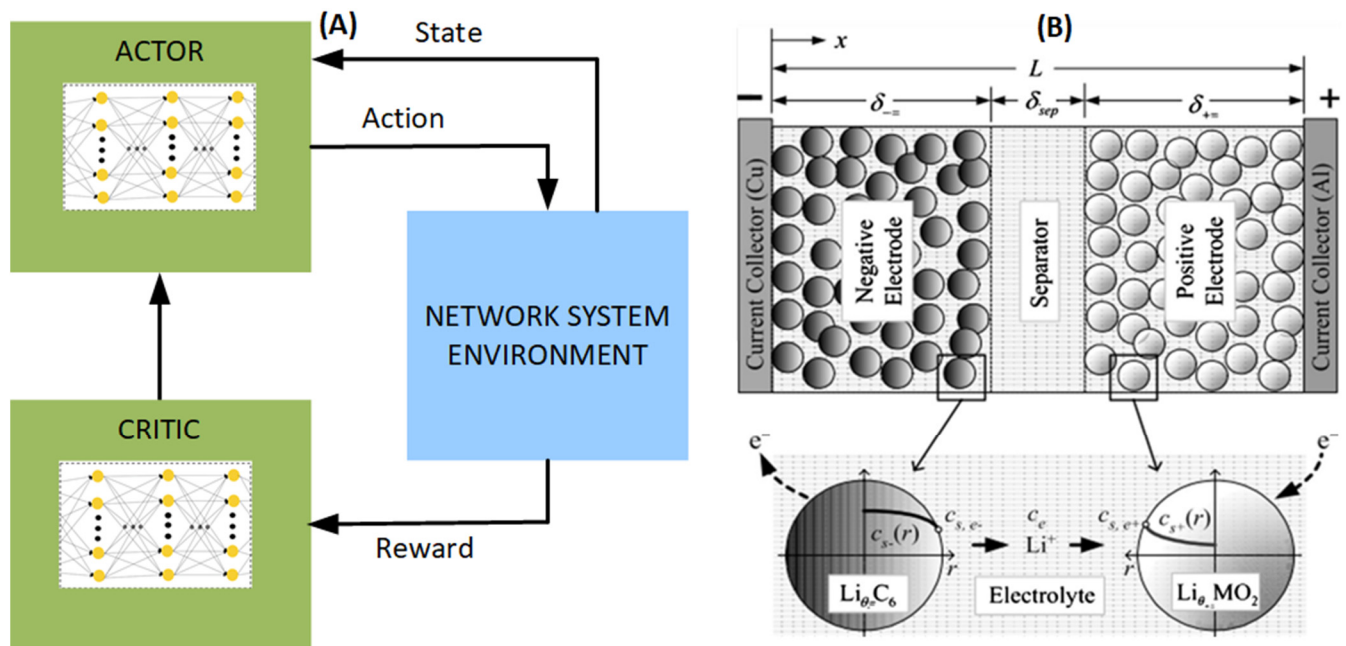 (A)
ACTOR
State
Action
NETWORK SYSTEM
ENVIRONMENT
CRITIC
Reward
(B)
x
L
δ₋₌
δsep
δ₊₌
−
+
Current Collector (Cu)
Negative
Electrode
Separator
Positive
Electrode
Current Collector (Al)
e⁻
e⁻
cs, e-
cs-(r)
r
ce
Li⁺
cs, e+
cs+(r)
r
Electrolyte